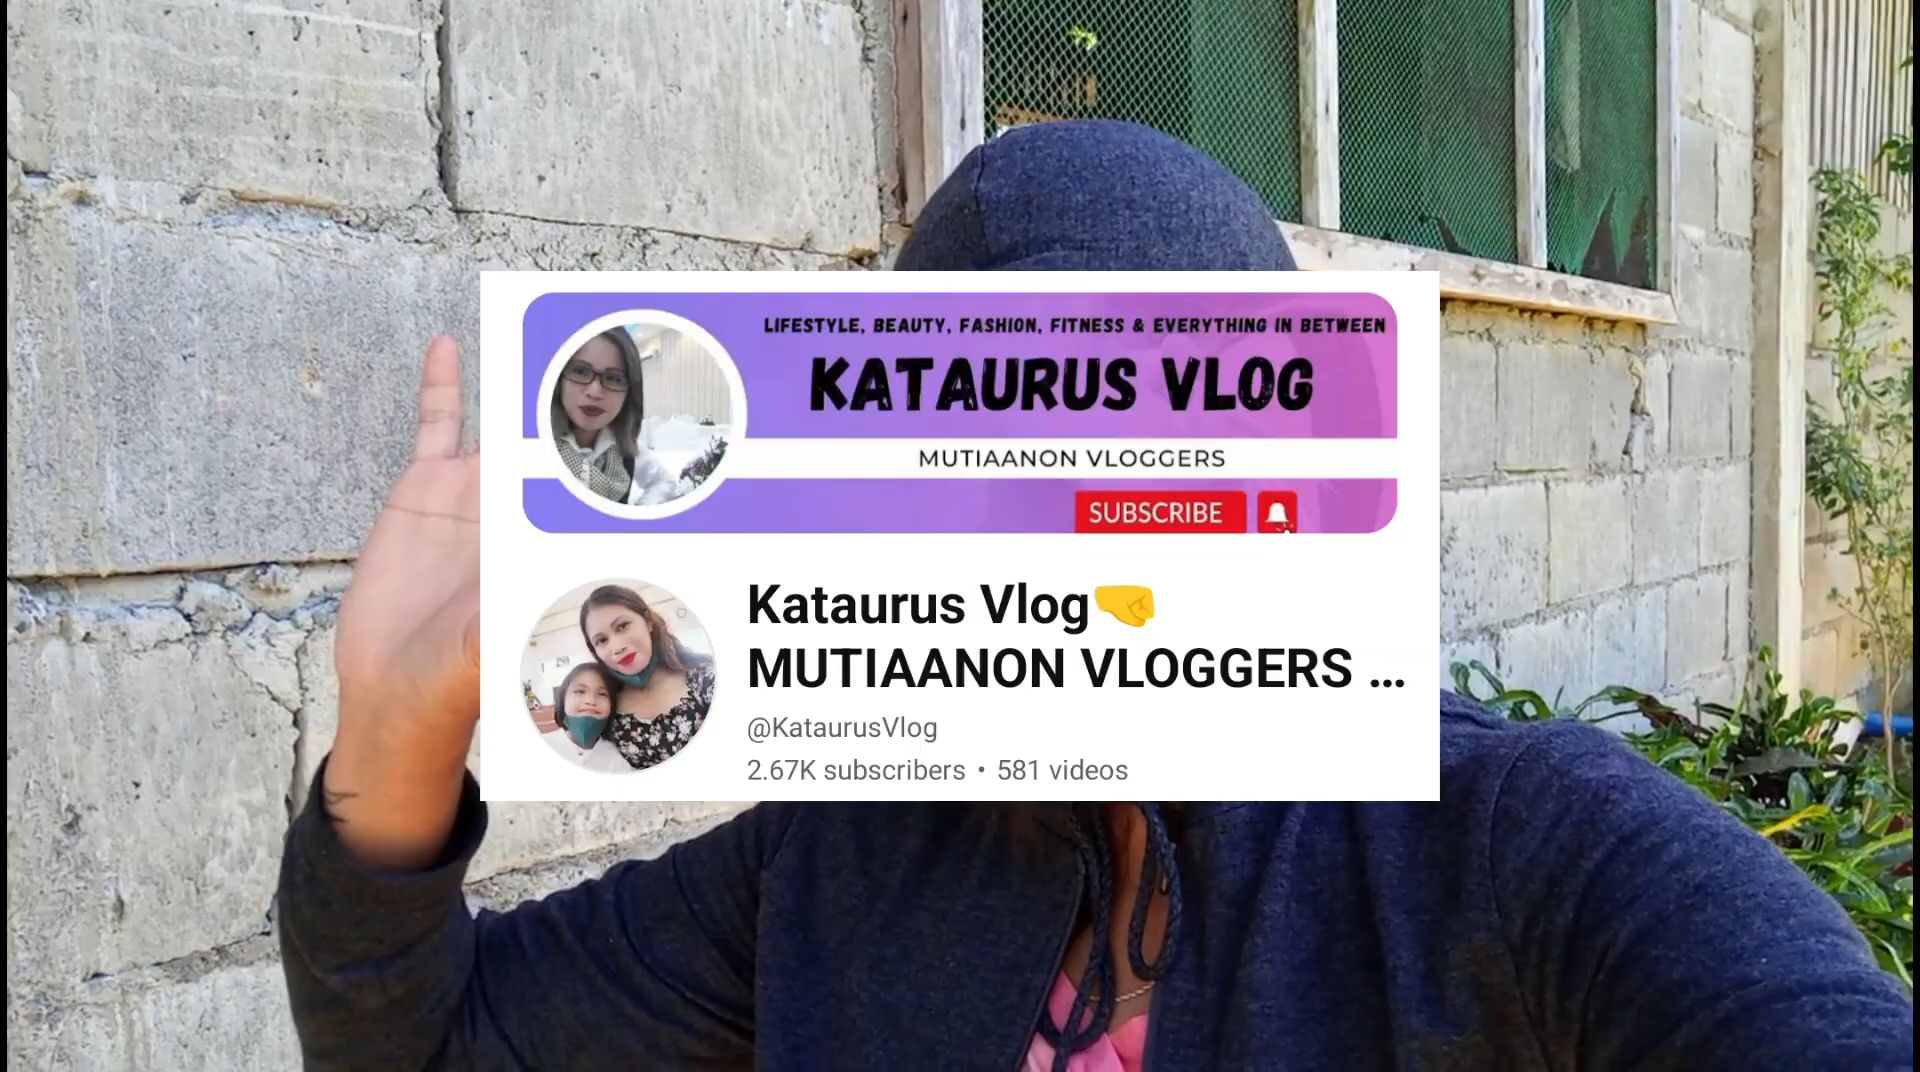 LIFESTYLE, BEAUTY, FASHION, FITNESS & EVERYTHING IN BETWEEN
KATAURUS VLOG
MUTIAANON VLOGGERS
SUBSCRIBE
Kataurus Vlog🤜
MUTIAANON VLOGGERS ...
@KataurusVlog
2.67K subscribers • 581 videos